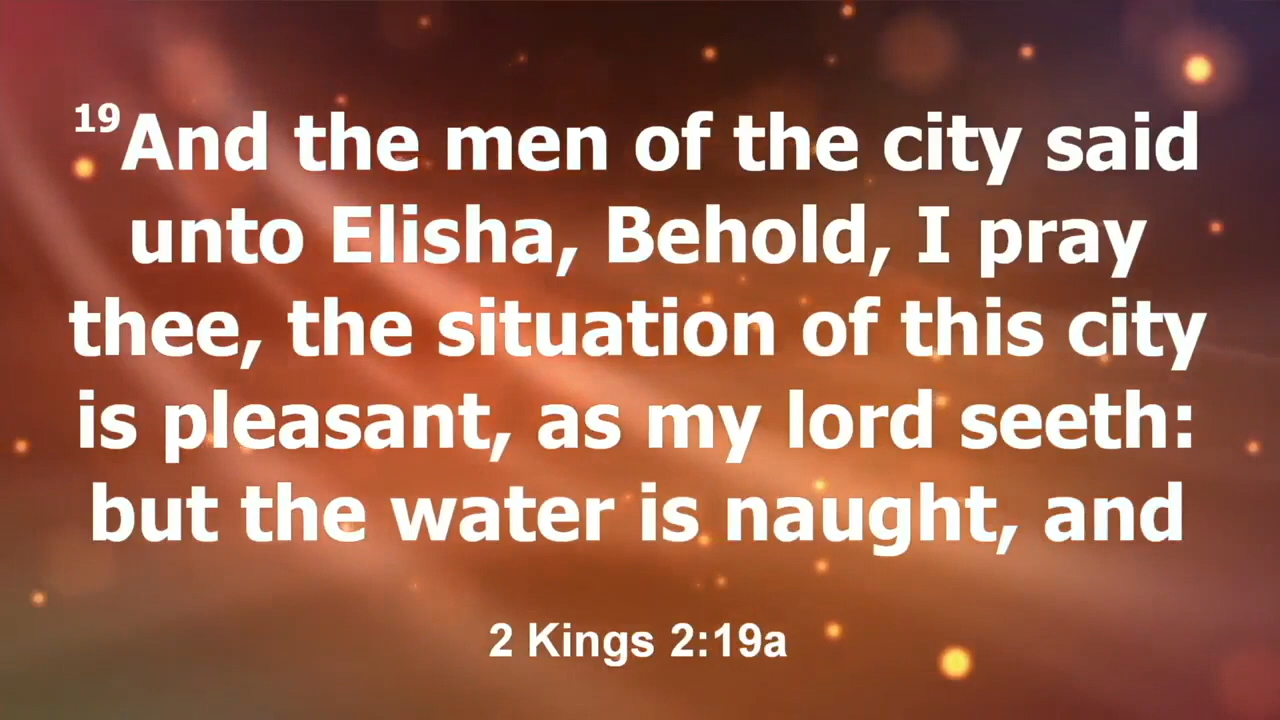 19And the men of the city said
unto Elisha, Behold, I pray
thee, the situation of this city
is pleasant, as my lord seeth:
but the water is naught, and
2 Kings 2:19a